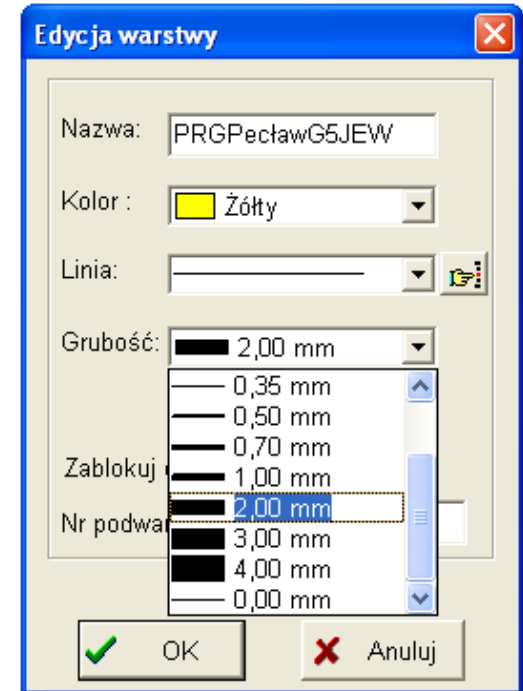 Edycja warstwy
Nazwa: PRGPecławG5JEW
Kolor : Żółty
Linia:
Grubość: 2,00 mm
0,35 mm
0,50 mm
0,70 mm
Zablokuj
1,00 mm
2,00 mm
Nr podwar
3,00 mm
4,00 mm
0,00 mm
OK Anuluj